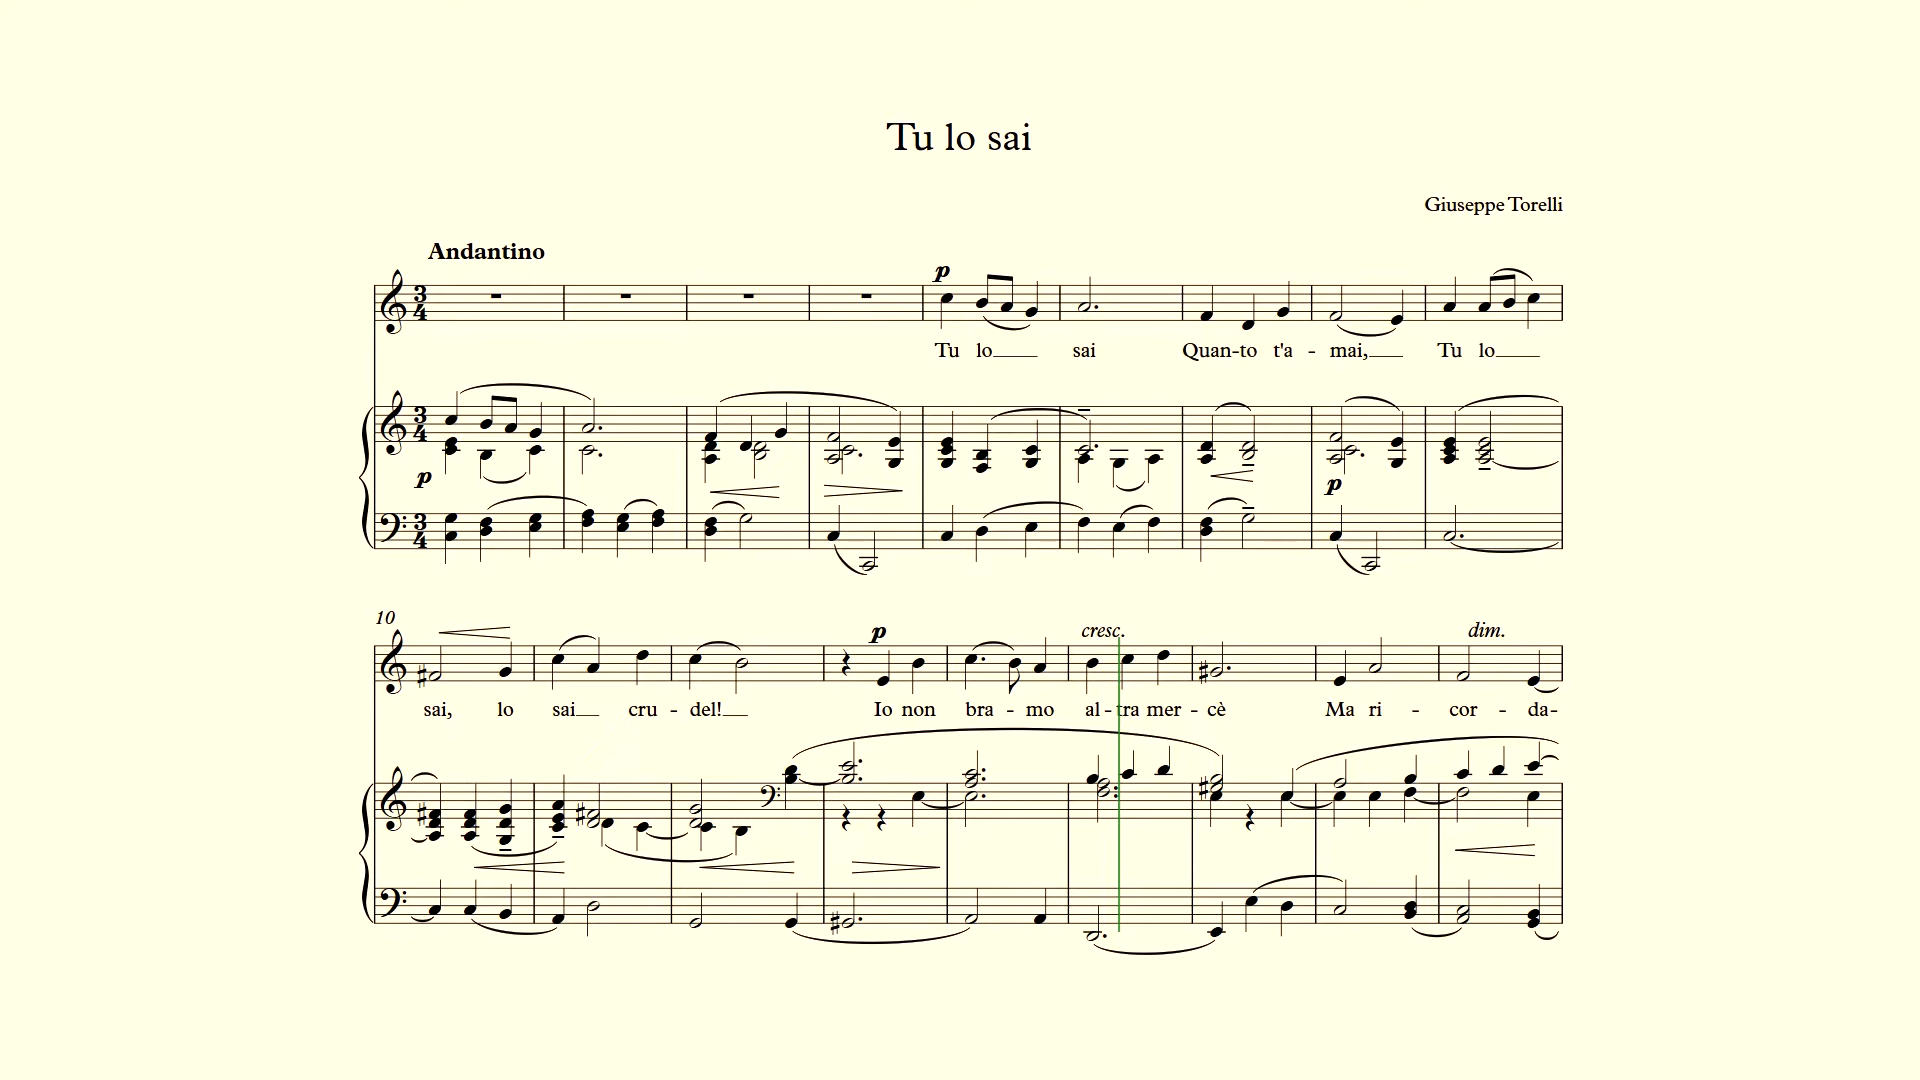 Tu lo sai
Giuseppe Torelli
Andantino
p
Tu lo sai Quan-to t'a - mai, Tu lo
p p
10
p cresc. dim.
sai, lo sai cru - del! Io non bra - mo al - tra mer - cè Ma ri - cor - da-